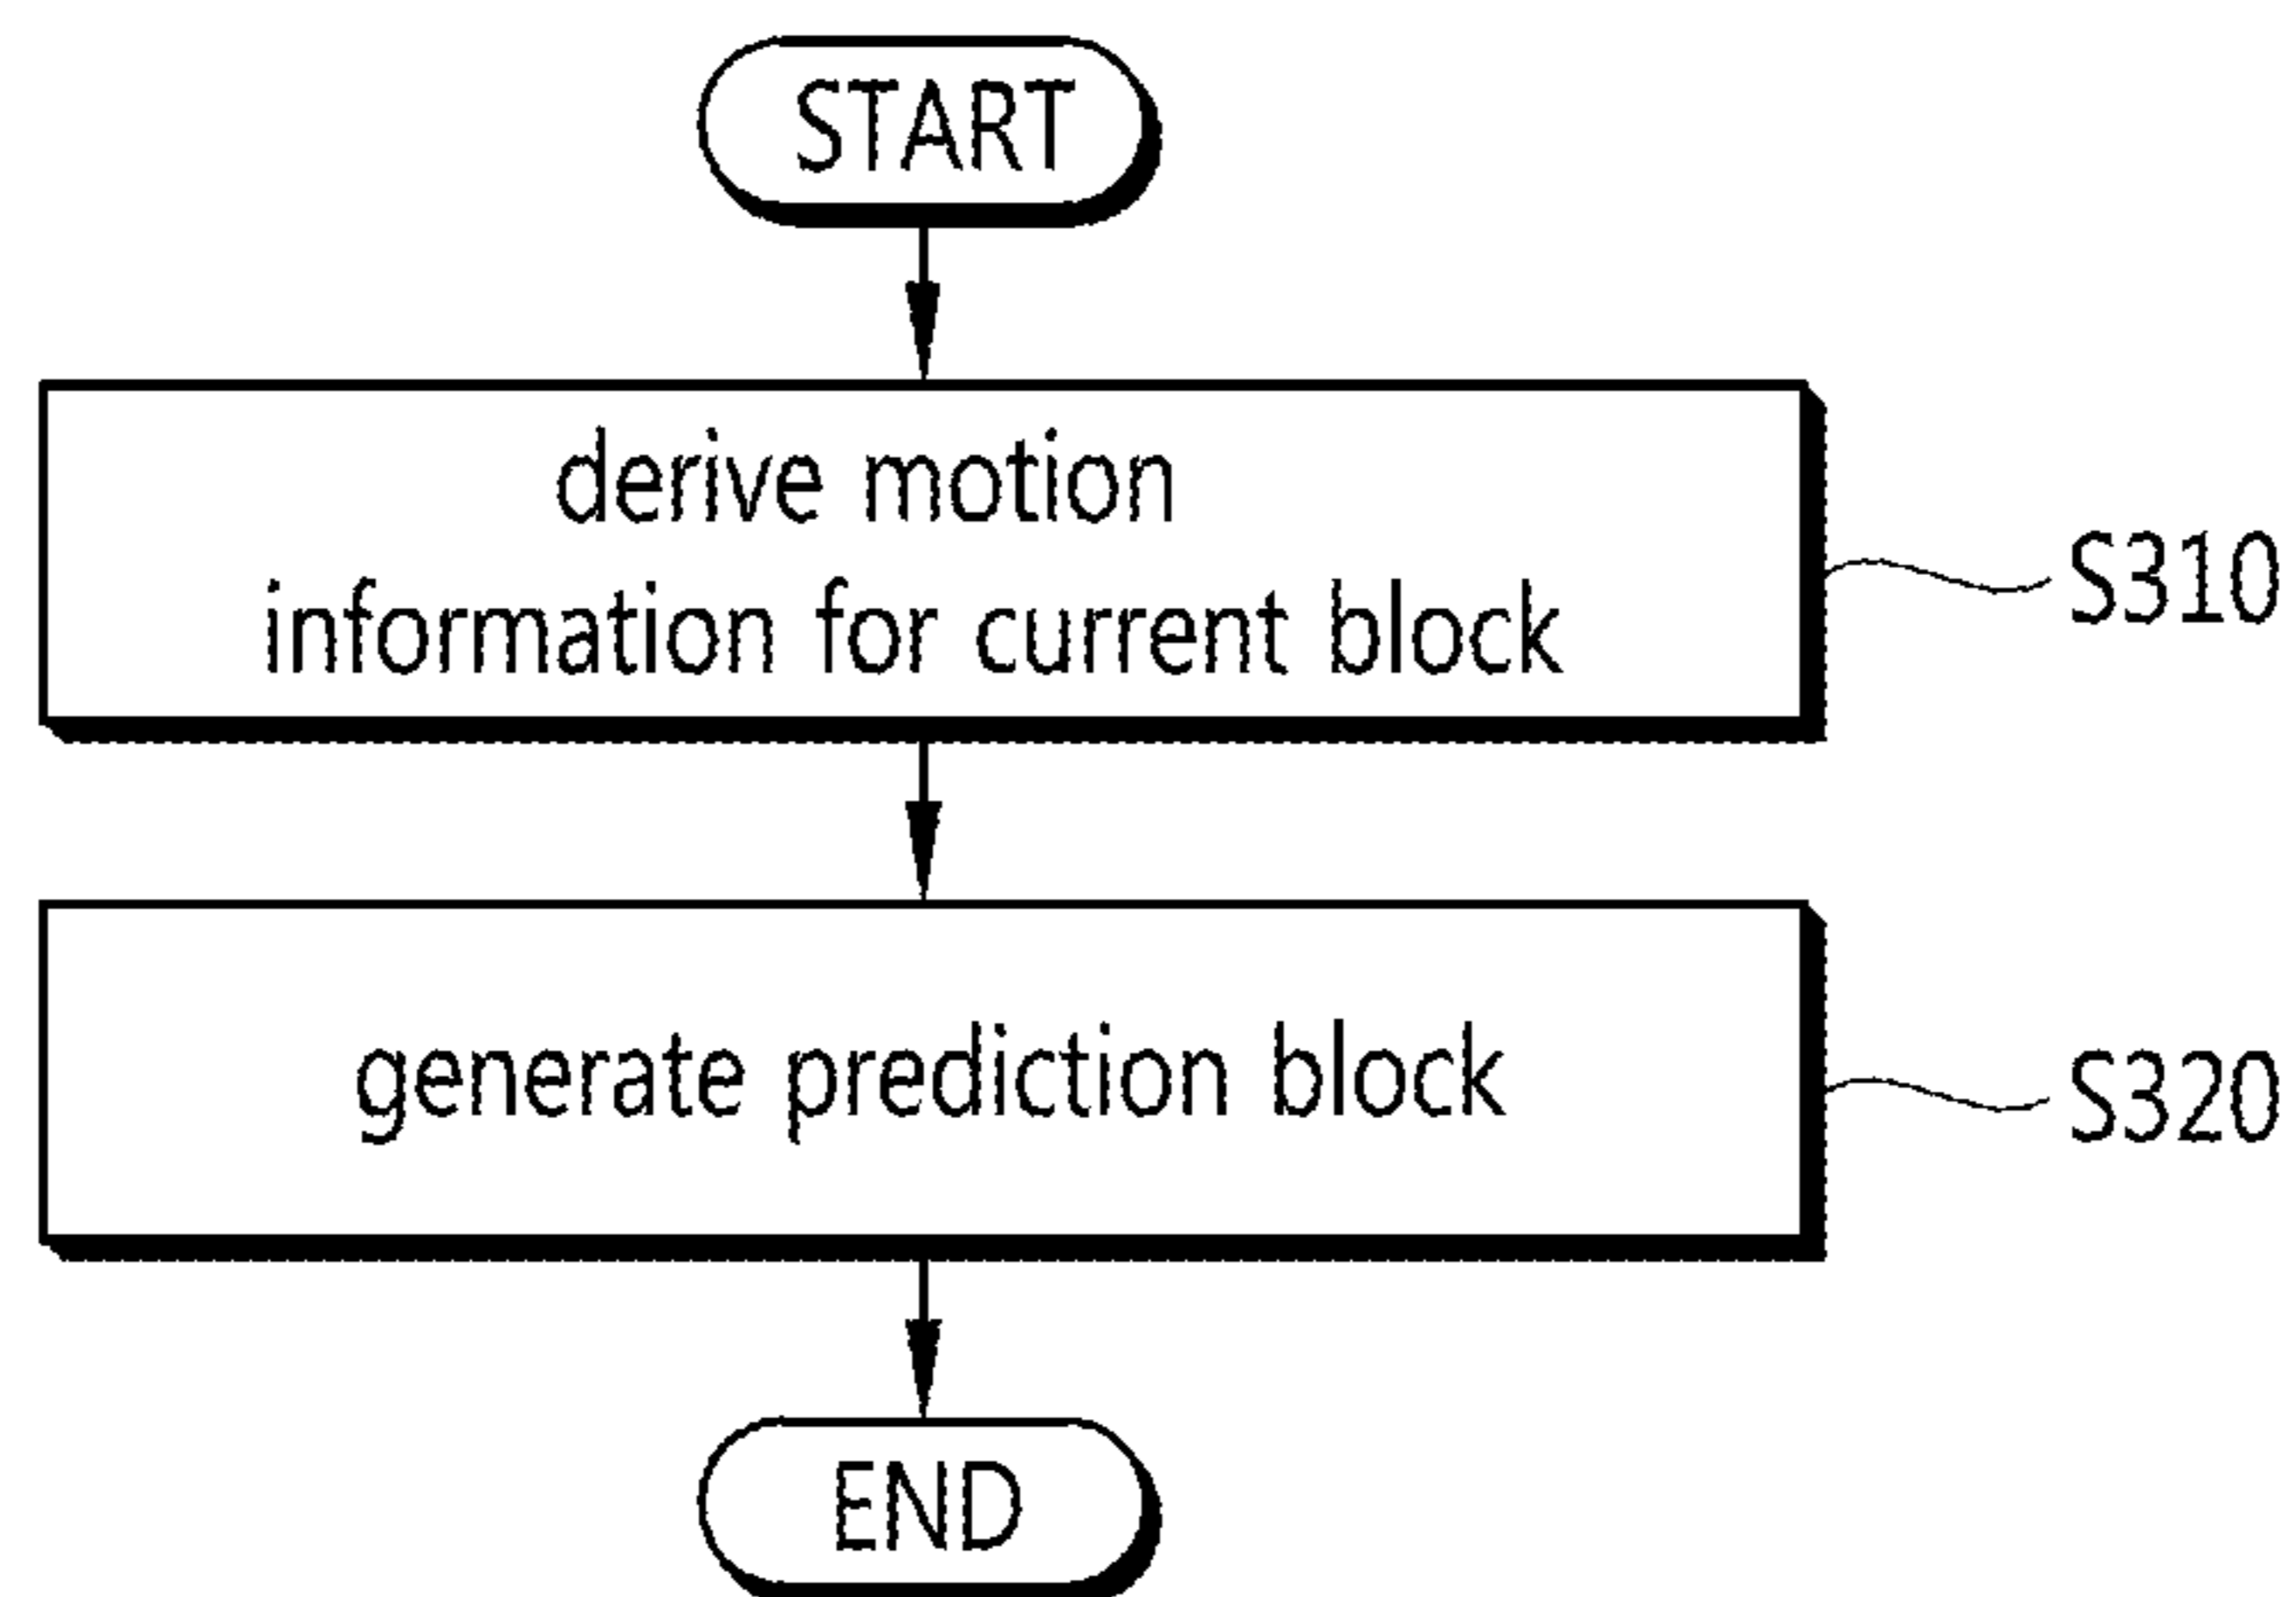 START
derive motion
information for current block
S310
generate prediction block
S320
END